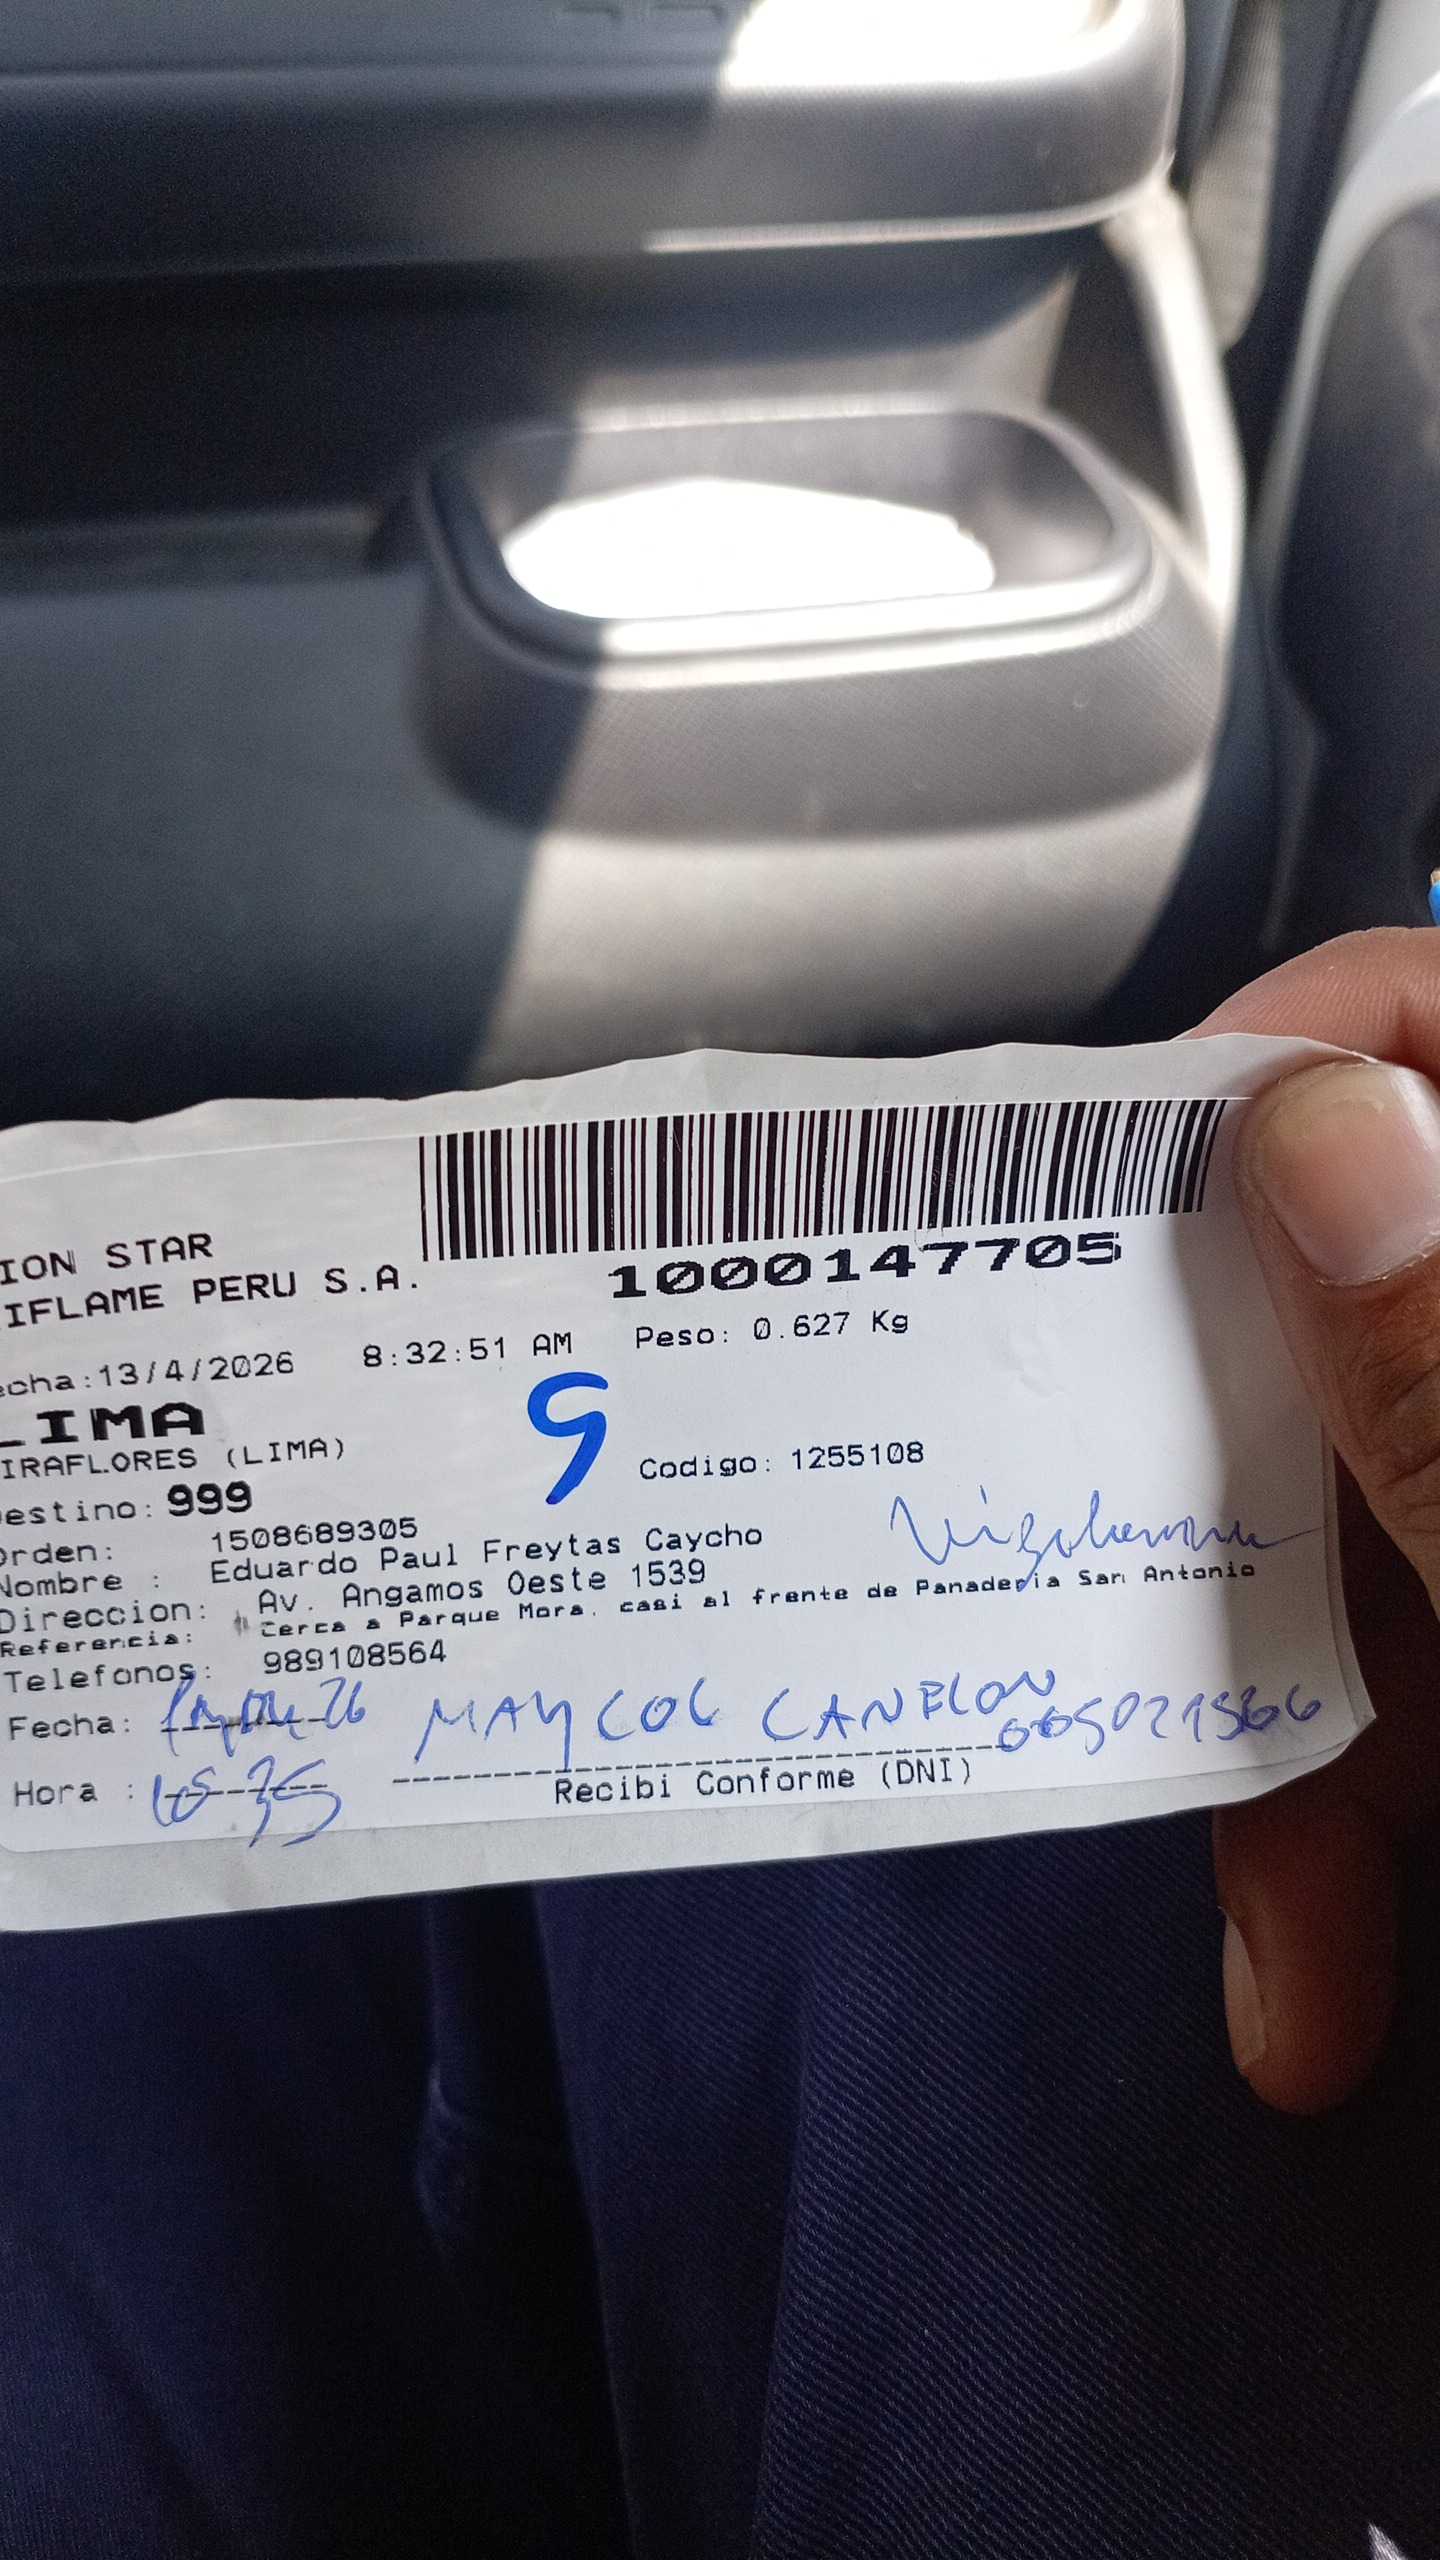 ION STAR
IFLAME PERU S.A.
1000147705
echa:13/4/2026 8:32:51 AM Peso: 0.627 Kg
LIMA
IRAFLORES (LIMA)
9
Codigo: 1255108
estino: 999
Orden: 1508689305
Nombre : Eduardo Paul Freytas Caycho
Direccion: Av. Angamos Oeste 1539
Referencia: Cerca a Parque Mora. casi al frente de Panaderia San Antonio
Telefonos: 989108564
Fecha: MAYCOL CANELON
Hora :
Recibi Conforme (DNI)